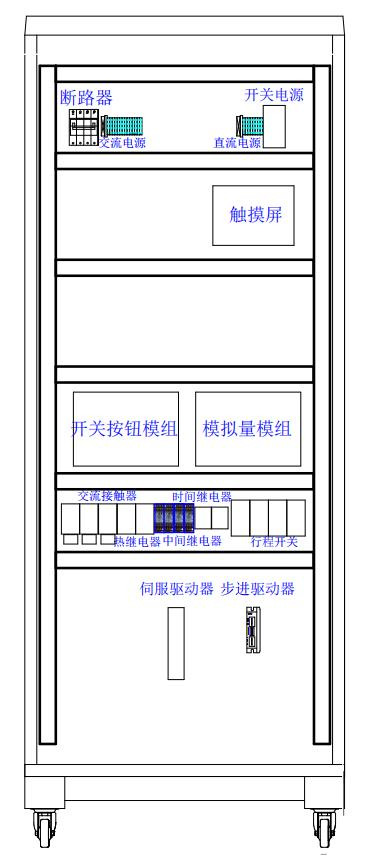 断路器
开关电源
交流电源
直流电源
触摸屏
开关按钮模组
模拟量模组
交流接触器
时间继电器
热继电器
中间继电器
行程开关
伺服驱动器
步进驱动器